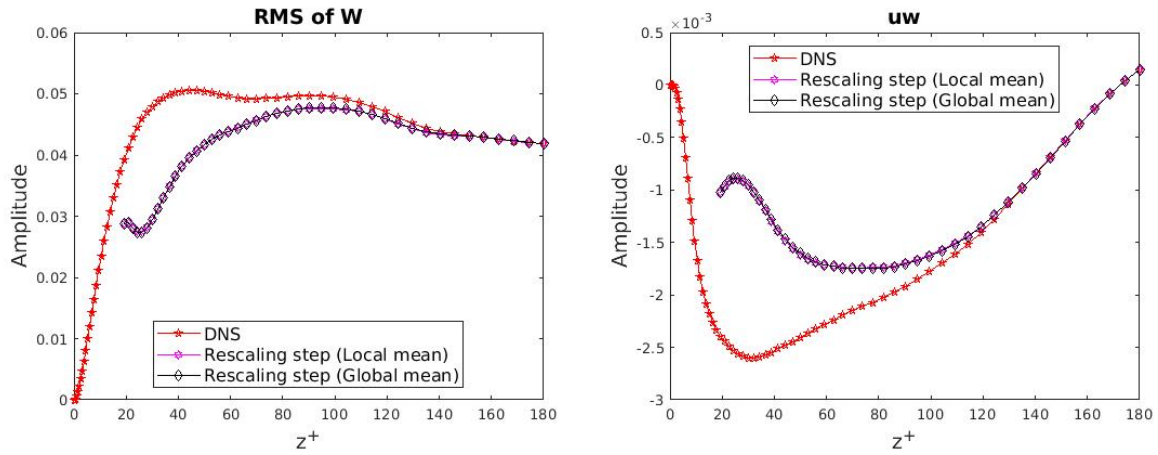 RMS of W
0.06
0.05
0.04
0.03
0.02
0.01
0
Amplitude
DNS
Rescaling step (Local mean)
Rescaling step (Global mean)
0 20 40 60 80 100 120 140 160 180
z+
uw
×10-3
0.5
0
-0.5
-1
-1.5
-2
-2.5
-3
Amplitude
DNS
Rescaling step (Local mean)
Rescaling step (Global mean)
0 20 40 60 80 100 120 140 160 180
z+